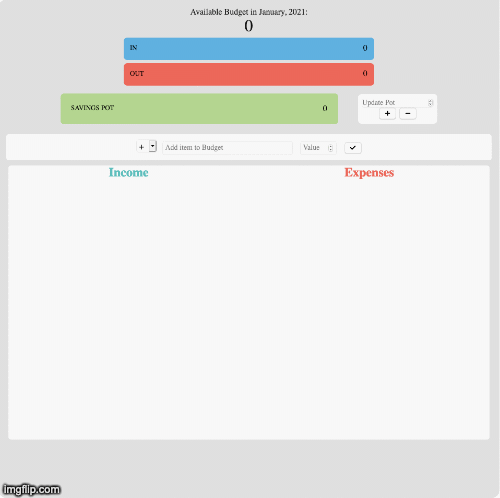 Available Budget in January, 2021:
0
IN 0
OUT 0
SAVINGS POT 0
Update Pot
+ −
+ Add item to Budget Value
Income Expenses
imgflip.com